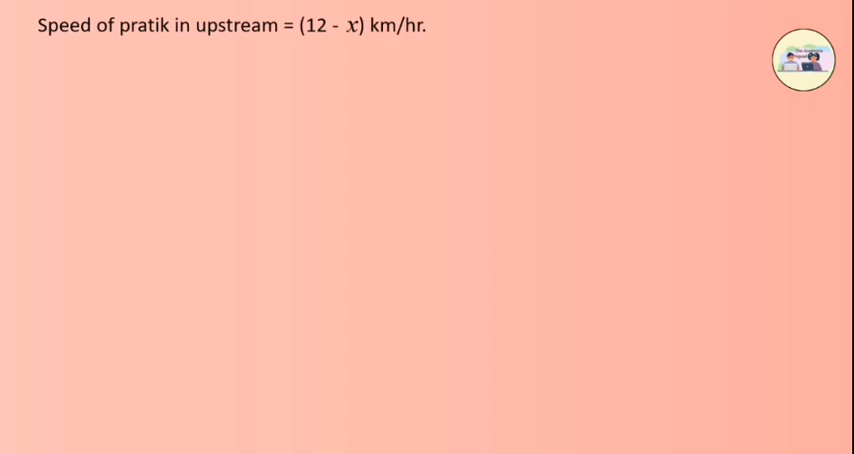 Speed of pratik in upstream = (12 - x) km/hr.